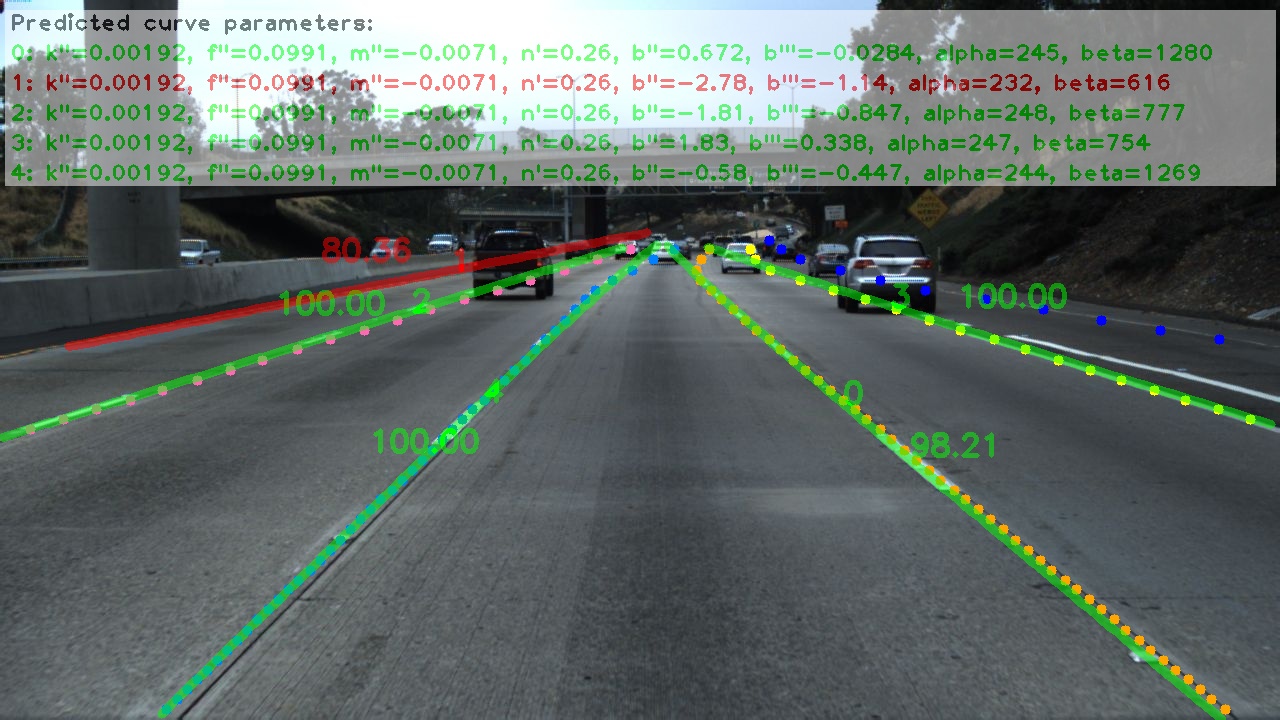 Predicted curve parameters:
0: k''=0.00192, f''=0.0991, m''=−0.0071, n'=0.26, b''=0.672, b'''=−0.0284, alpha=245, beta=1280
1: k''=0.00192, f''=0.0991, m''=−0.0071, n'=0.26, b''=−2.78, b'''=−1.14, alpha=232, beta=616
2: k''=0.00192, f''=0.0991, m''=−0.0071, n'=0.26, b''=−1.81, b'''=−0.847, alpha=248, beta=777
3: k''=0.00192, f''=0.0991, m''=−0.0071, n'=0.26, b''=1.83, b'''=0.338, alpha=247, beta=754
4: k''=0.00192, f''=0.0991, m''=−0.0071, n'=0.26, b''=−0.58, b'''=−0.447, alpha=244, beta=1269
80.36 1
100.00 2
3 100.00
4
0
100.00
98.21